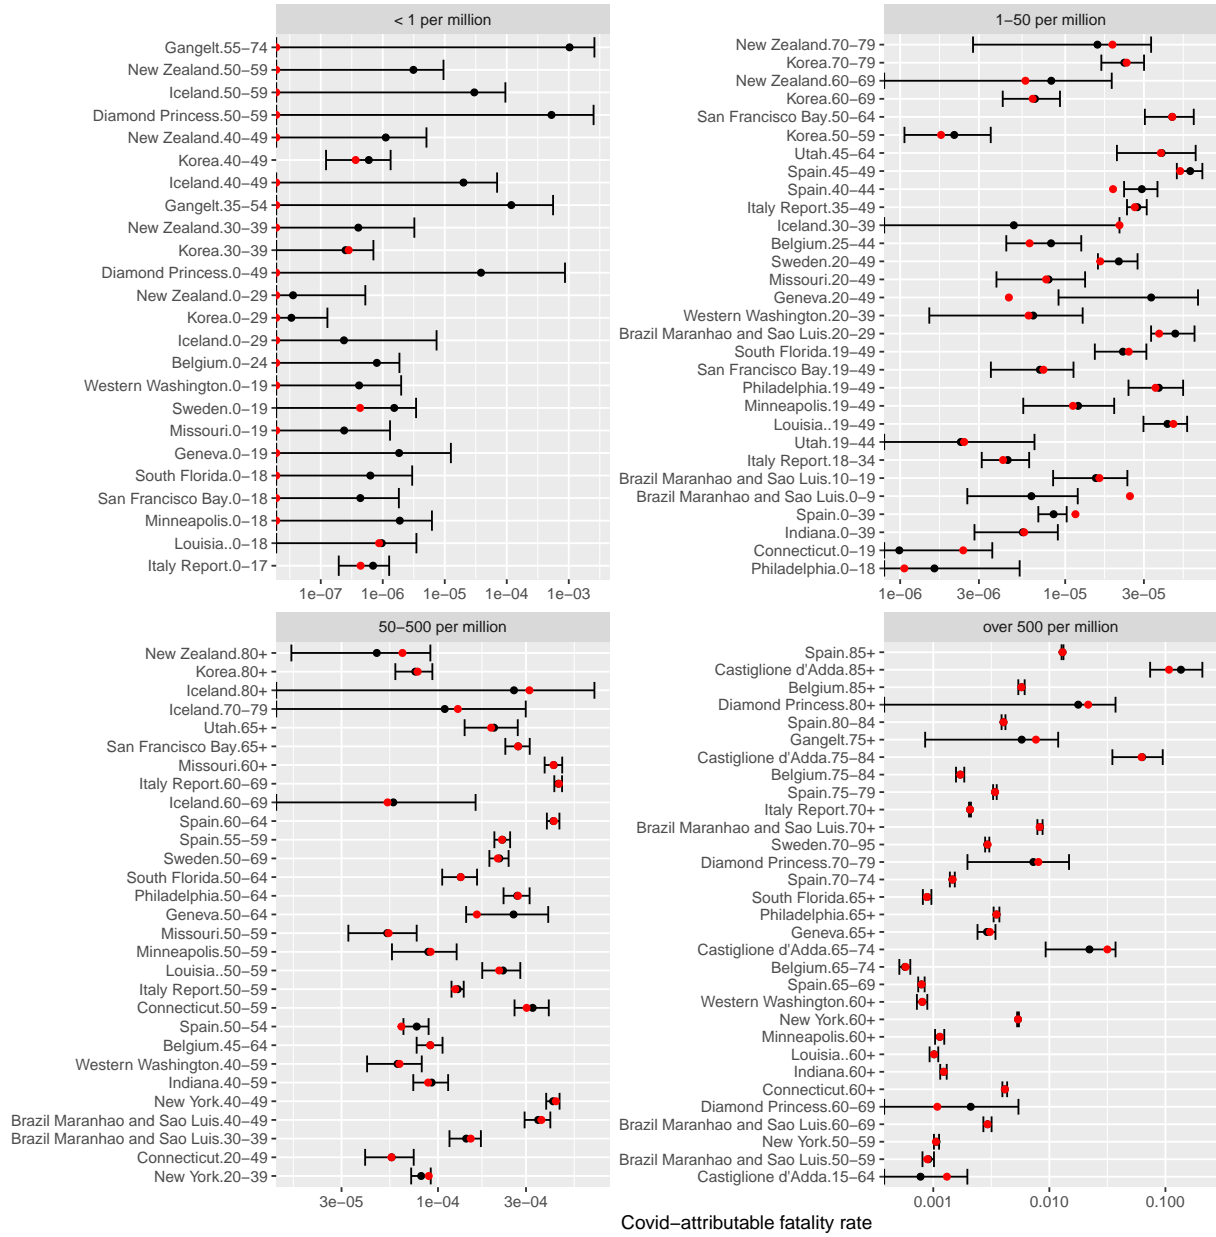 < 1 per million
Gangelt.55−74
New Zealand.50−59
Iceland.50−59
Diamond Princess.50−59
New Zealand.40−49
Korea.40−49
Iceland.40−49
Gangelt.35−54
New Zealand.30−39
Korea.30−39
Diamond Princess.0−49
New Zealand.0−29
Korea.0−29
Iceland.0−29
Belgium.0−24
Western Washington.0−19
Sweden.0−19
Missouri.0−19
Geneva.0−19
South Florida.0−18
San Francisco Bay.0−18
Minneapolis.0−18
Louisia..0−18
Italy Report.0−17
1e−07 1e−06 1e−05 1e−04 1e−03
1−50 per million
New Zealand.70−79
Korea.70−79
New Zealand.60−69
Korea.60−69
San Francisco Bay.50−64
Korea.50−59
Utah.45−64
Spain.45−49
Spain.40−44
Italy Report.35−49
Iceland.30−39
Belgium.25−44
Sweden.20−49
Missouri.20−49
Geneva.20−49
Western Washington.20−39
Brazil Maranhao and Sao Luis.20−29
South Florida.19−49
San Francisco Bay.19−49
Philadelphia.19−49
Minneapolis.19−49
Louisia..19−49
Utah.19−44
Italy Report.18−34
Brazil Maranhao and Sao Luis.10−19
Brazil Maranhao and Sao Luis.0−9
Spain.0−39
Indiana.0−39
Connecticut.0−19
Philadelphia.0−18
1e−06 3e−06 1e−05 3e−05
50−500 per million
New Zealand.80+
Korea.80+
Iceland.80+
Iceland.70−79
Utah.65+
San Francisco Bay.65+
Missouri.60+
Italy Report.60−69
Iceland.60−69
Spain.60−64
Spain.55−59
Sweden.50−69
South Florida.50−64
Philadelphia.50−64
Geneva.50−64
Missouri.50−59
Minneapolis.50−59
Louisia..50−59
Italy Report.50−59
Connecticut.50−59
Spain.50−54
Belgium.45−64
Western Washington.40−59
Indiana.40−59
New York.40−49
Brazil Maranhao and Sao Luis.40−49
Brazil Maranhao and Sao Luis.30−39
Connecticut.20−49
New York.20−39
3e−05 1e−04 3e−04
over 500 per million
Spain.85+
Castiglione d'Adda.85+
Belgium.85+
Diamond Princess.80+
Spain.80−84
Gangelt.75+
Castiglione d'Adda.75−84
Belgium.75−84
Spain.75−79
Italy Report.70+
Brazil Maranhao and Sao Luis.70+
Sweden.70−95
Diamond Princess.70−79
Spain.70−74
South Florida.65+
Philadelphia.65+
Geneva.65+
Castiglione d'Adda.65−74
Belgium.65−74
Spain.65−69
Western Washington.60+
New York.60+
Minneapolis.60+
Louisia..60+
Indiana.60+
Connecticut.60+
Diamond Princess.60−69
Brazil Maranhao and Sao Luis.60−69
New York.50−59
Brazil Maranhao and Sao Luis.50−59
Castiglione d'Adda.15−64
0.001 0.010 0.100
Covid−attributable fatality rate